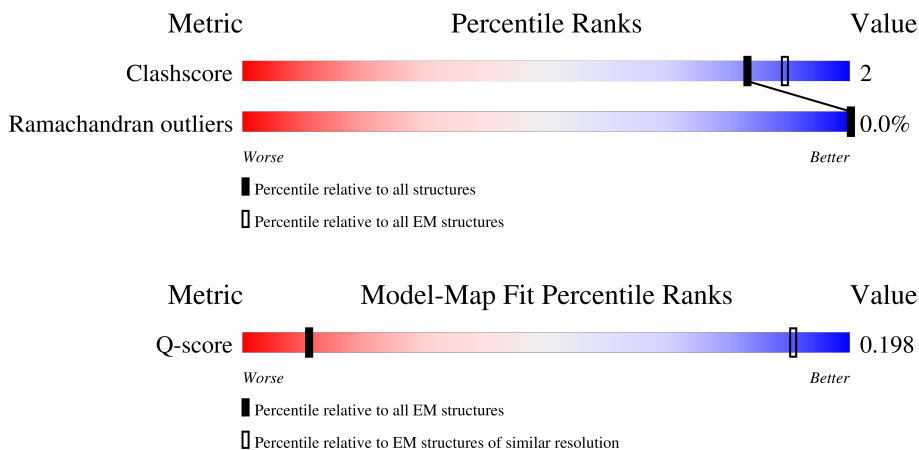 Metric Percentile Ranks Value
Clashscore 2
Ramachandran outliers 0.0%
Worse Better
Percentile relative to all structures
Percentile relative to all EM structures
Metric Model-Map Fit Percentile Ranks Value
Q-score 0.198
Worse Better
Percentile relative to all EM structures
Percentile relative to EM structures of similar resolution